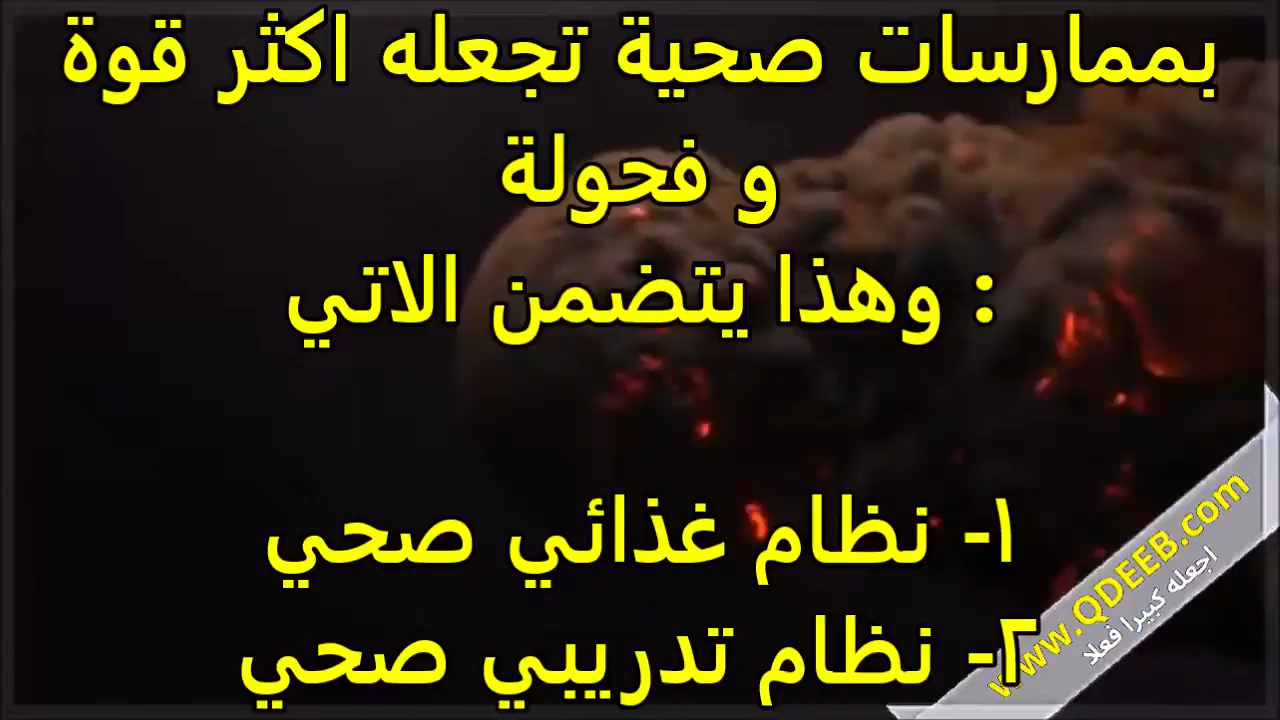 بممارسات صحية تجعله اكثر قوة
و فحولة
: وهذا يتضمن الاتي
١- نظام غذائي صحي
٢- نظام تدريبي صحي
www.QDEEB.com
اجعله كبيرا فعلا